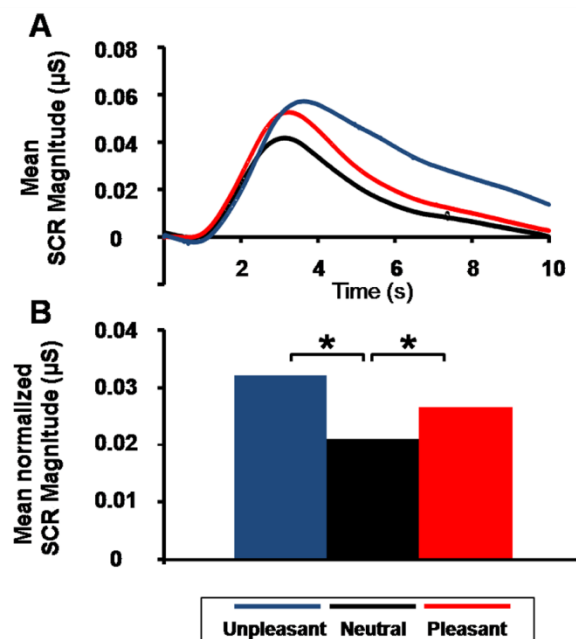 A
Mean
SCR Magnitude (µS)
0.08
0.06
0.04
0.02
0
2
4
6
8
10
Time (s)
B
Mean normalized
SCR Magnitude (µS)
0.04
0.03
0.02
0.01
0
* *
Unpleasant Neutral Pleasant